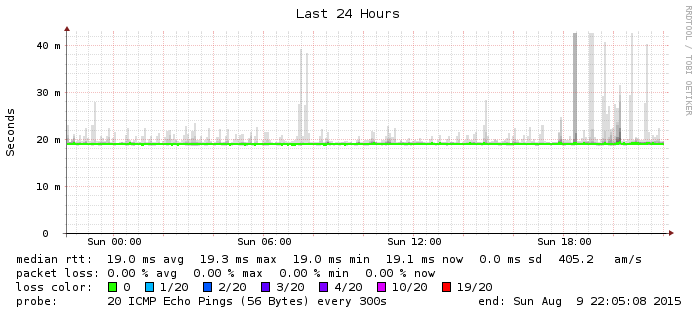 Last 24 Hours
RRDTOOL / TOBI OETIKER
Seconds
40 m
30 m
20 m
10 m
0
Sun 00:00 Sun 06:00 Sun 12:00 Sun 18:00
median rtt: 19.0 ms avg 19.3 ms max 19.0 ms min 19.1 ms now 0.0 ms sd 405.2 am/s
packet loss: 0.00 % avg 0.00 % max 0.00 % min 0.00 % now
loss color: 0 1/20 2/20 3/20 4/20 10/20 19/20
probe: 20 ICMP Echo Pings (56 Bytes) every 300s end: Sun Aug 9 22:05:08 2015